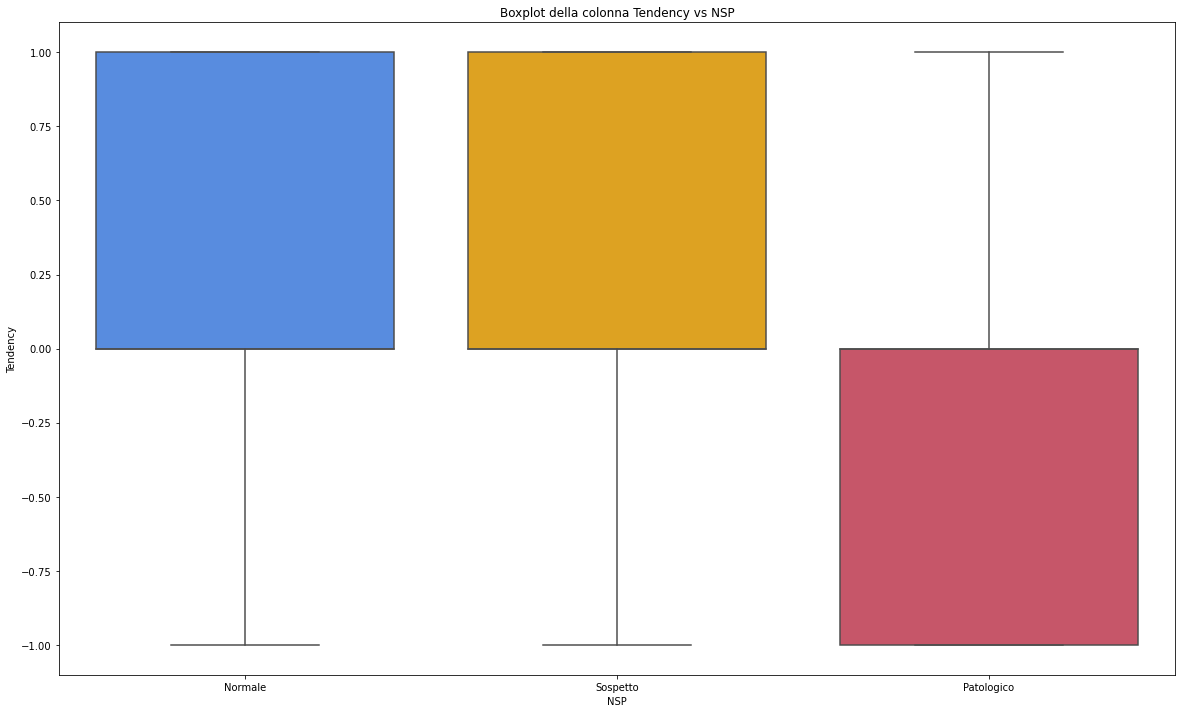 Boxplot della colonna Tendency vs NSP
1.00
0.75
0.50
0.25
0.00
−0.25
−0.50
−0.75
−1.00
Tendency
Normale
Sospetto
Patologico
NSP